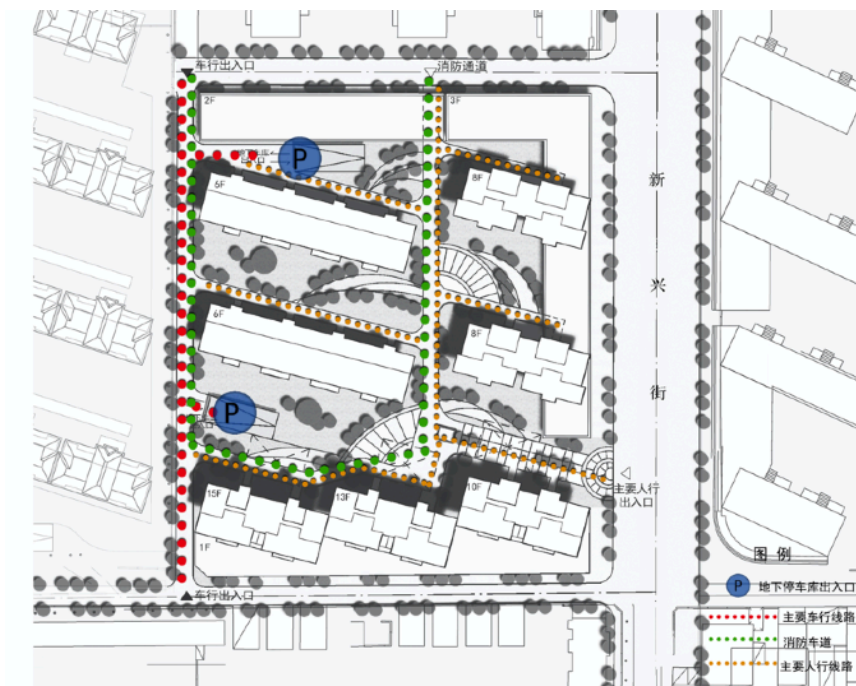 车行出入口
消防通道
2F
3F
P
6F
8F
新
兴
街
6F
8F
P
15F
13F
10F
主要人行
出入口
1F
车行出入口
图 例
P 地下停车库出入口
主要车行线路
消防车道
主要人行线路